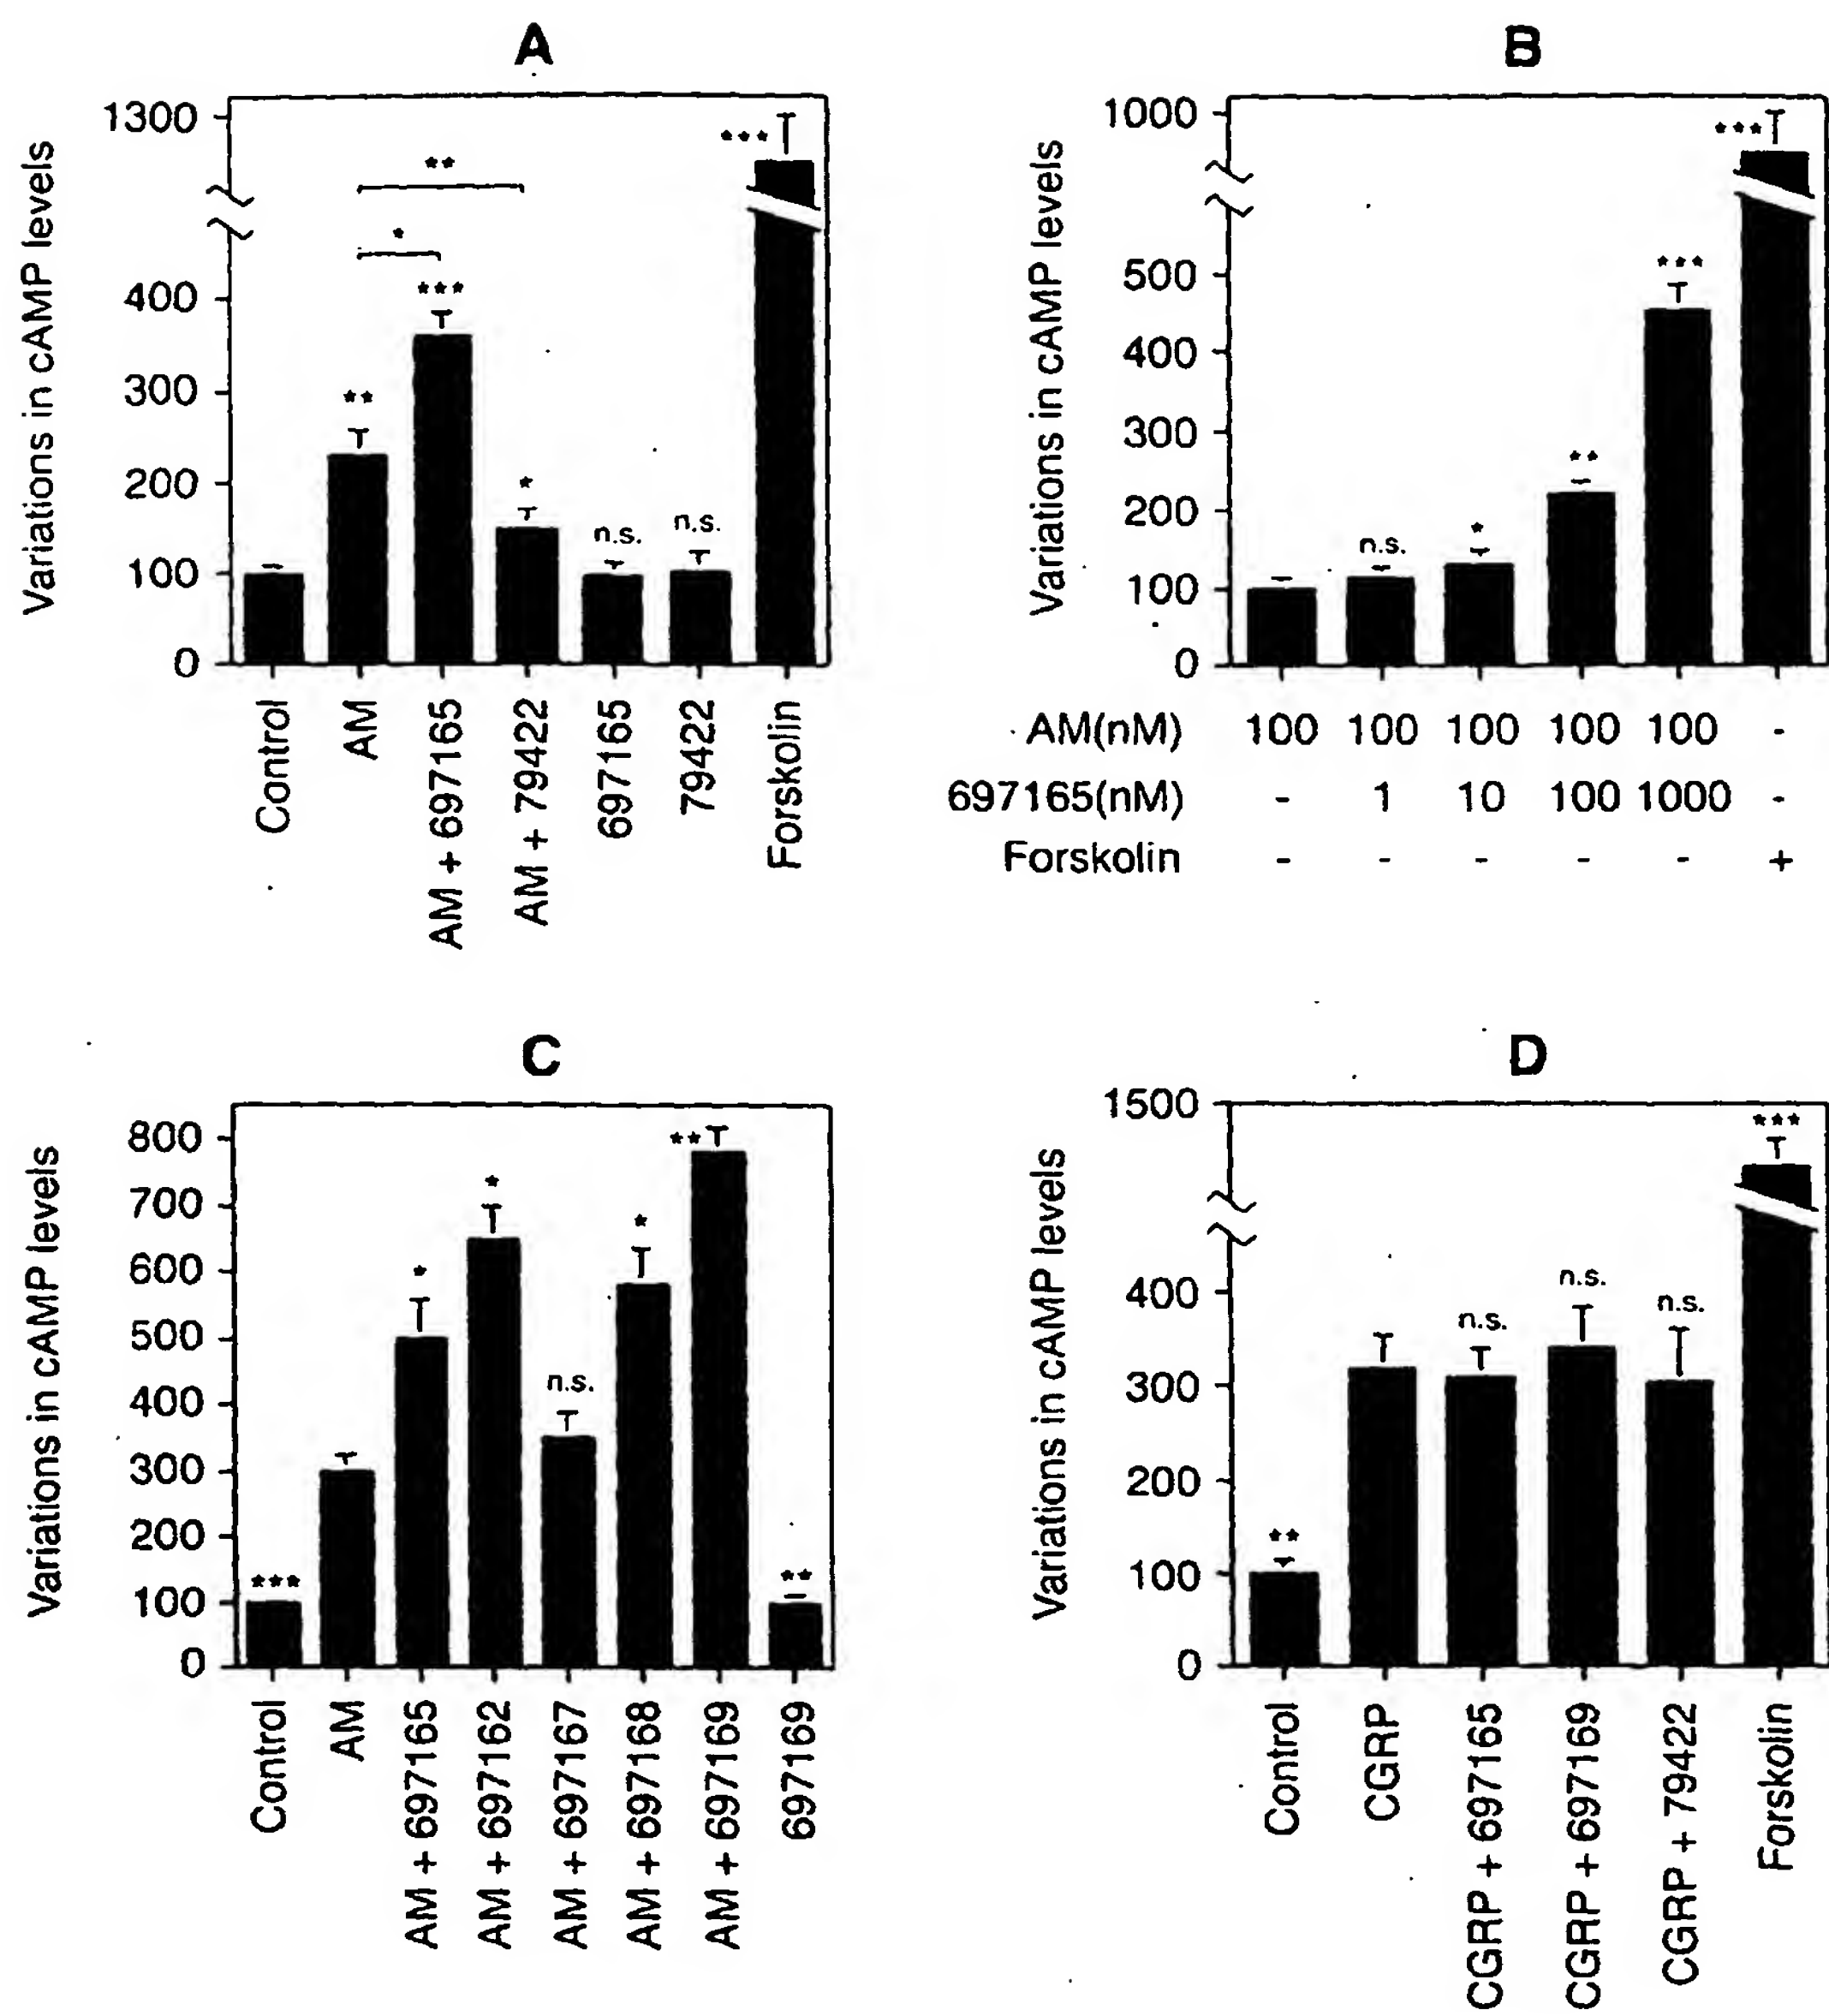 A
Variations in cAMP levels
1300
400
300
200
100
0
**
*
***
**
***
*
n.s.
n.s.
Control
AM
AM + 697165
AM + 79422
697165
79422
Forskolin
B
Variations in cAMP levels
1000
500
400
300
200
100
0
n.s.
*
**
***
***
AM(nM) 100 100 100 100 100 -
697165(nM) - 1 10 100 1000 -
Forskolin - - - - - +
C
Variations in cAMP levels
800
700
600
500
400
300
200
100
0
***
*
*
n.s.
*
**
**
Control
AM
AM + 697165
AM + 697162
AM + 697167
AM + 697168
AM + 697169
697169
D
Variations in cAMP levels
1500
400
300
200
100
0
**
n.s.
n.s.
n.s.
***
Control
CGRP
CGRP + 697165
CGRP + 697169
CGRP + 79422
Forskolin